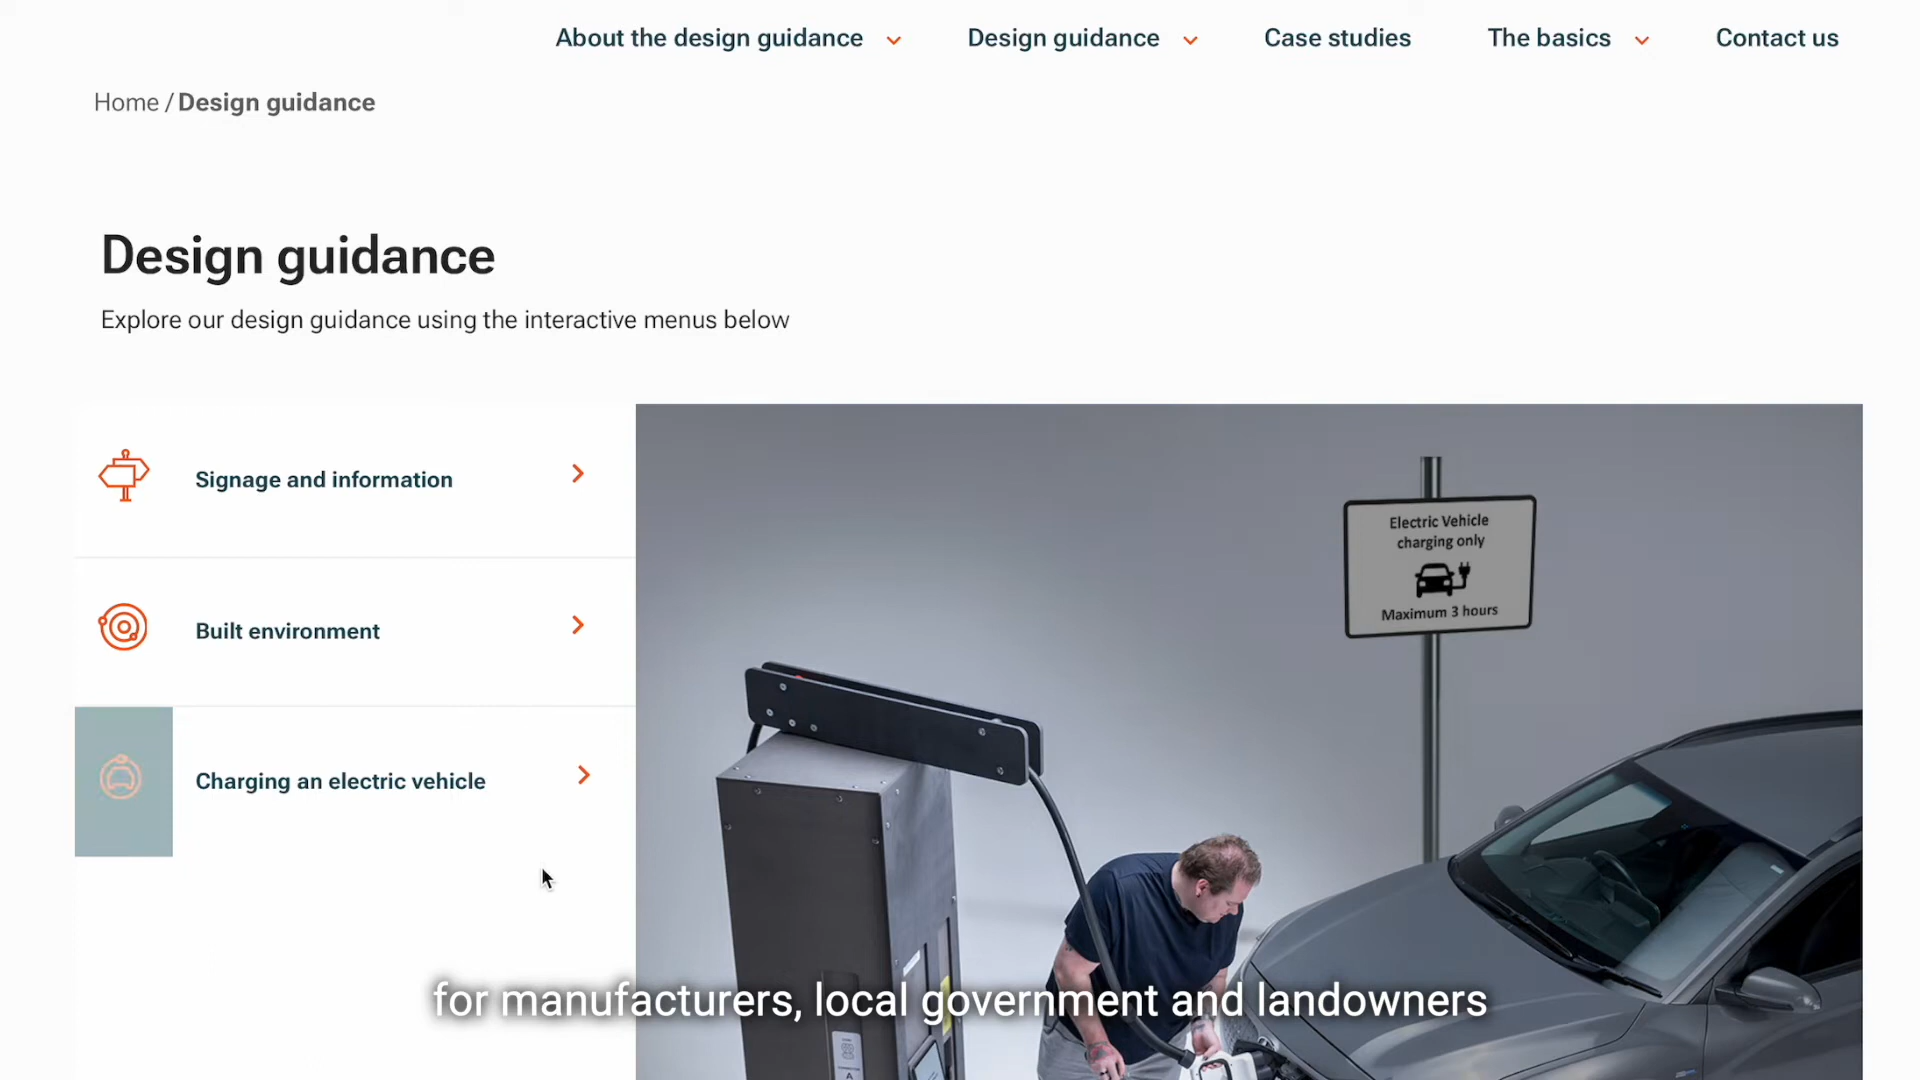 About the design guidance
Design guidance
Case studies
The basics
Contact us
Home / Design guidance
Design guidance
Explore our design guidance using the interactive menus below
Signage and information
Built environment
Charging an electric vehicle
Electric Vehicle
charging only
Maximum 3 hours
for manufacturers, local government and landowners
A